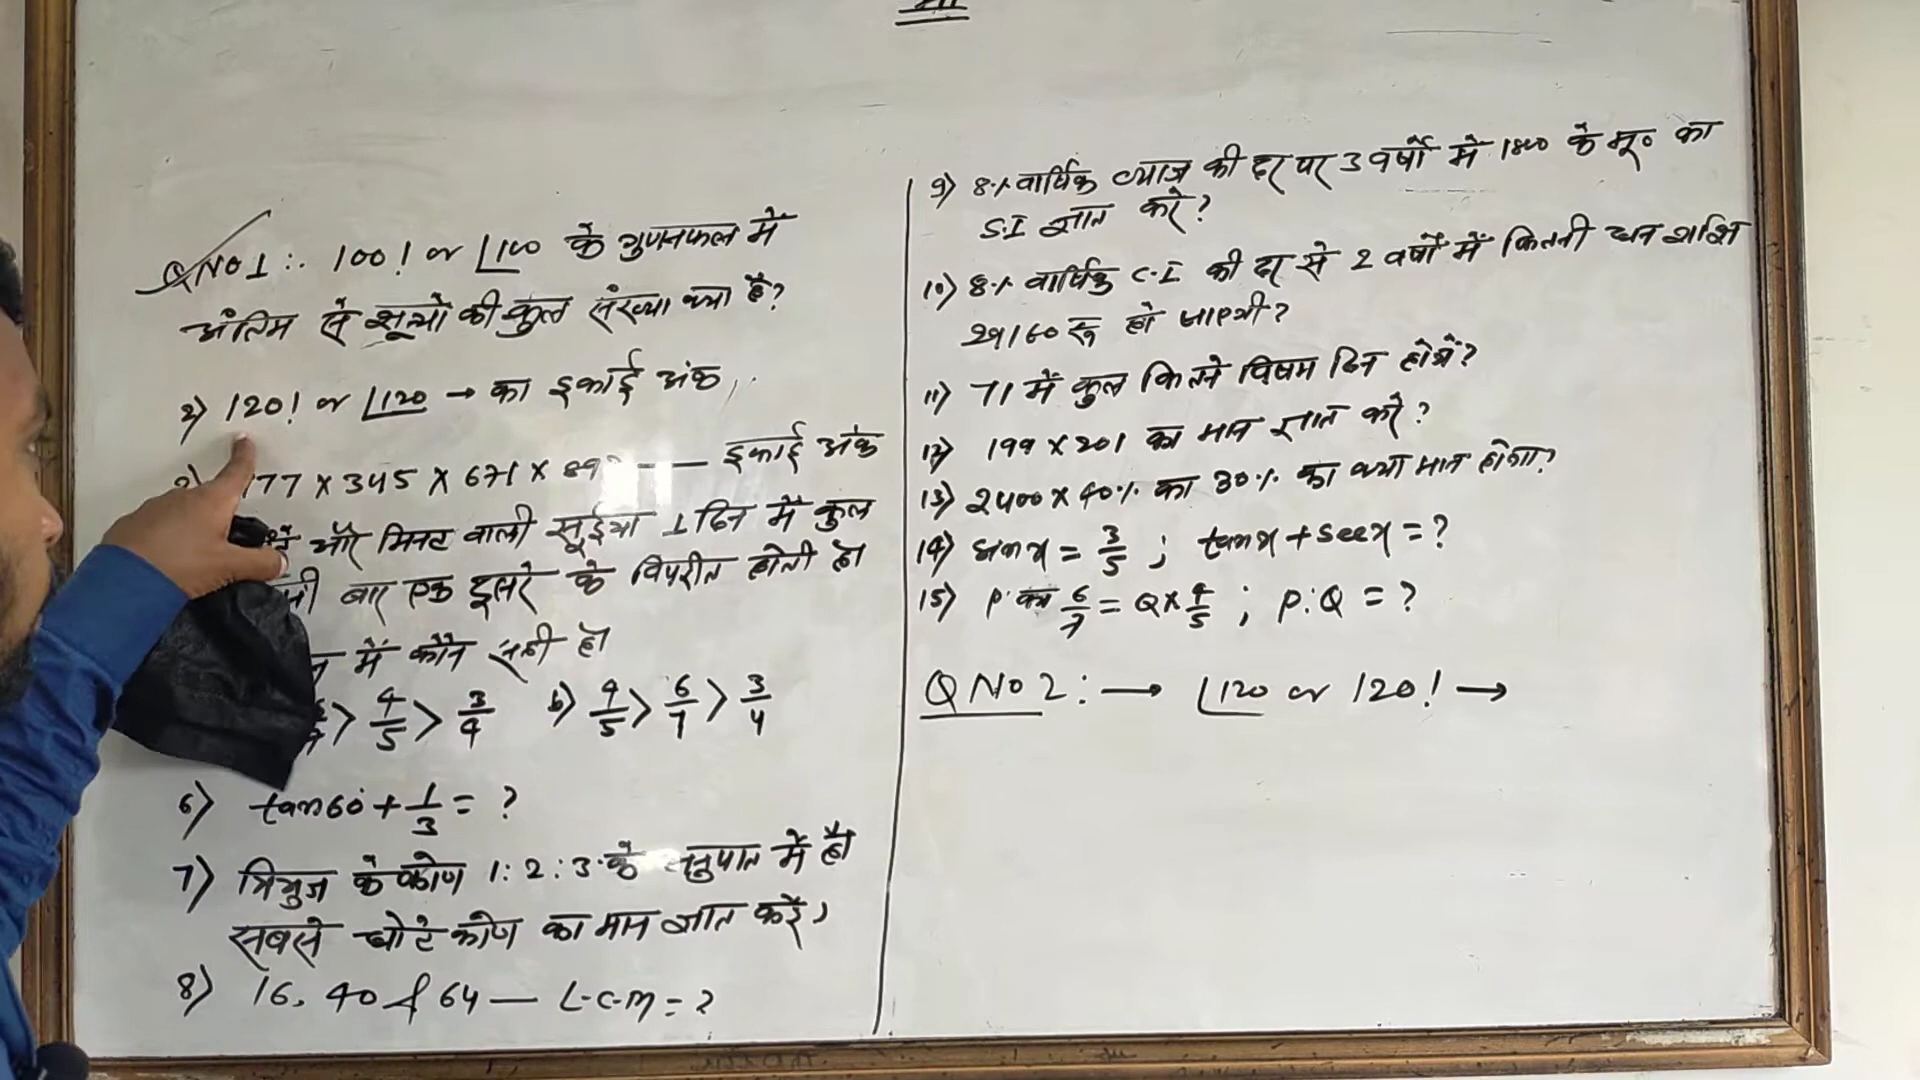 Q NO 1 :. 100! or ⌊100 के गुणनफल में
अंतिम से शून्यों की कुल संख्या क्या है?
2) 120! or ⌊120 → का इकाई अंक
777 × 345 × 671 × 89 — इकाई अंक
और मिनट वाली सूईयाँ 1 दिन में कुल
बार एक दूसरे के विपरीत होती है।
में कौन सही है
> 4/5 > 3/4 b) 4/5 > 6/7 > 3/4
6) tan60° + 1/3 = ?
7) त्रिभुज के कोण 1:2:3 के अनुपात में है।
सबसे छोटे कोण का मान ज्ञात करें,
8) 16, 40 & 64 — L.C.M = ?
9) 8% वार्षिक ब्याज की दर पर 3 वर्षों में 1800 के मू० का
S.I ज्ञात करें?
10) 8% वार्षिक C.I की दर से 2 वर्षों में कितनी धन राशि
29160 रू हो जाएगी?
11) 71 में कुल कितने विषम दिन होगें?
12) 199 × 201 का मान ज्ञात करें?
13) 2400 × 40% का 30% का क्या मान होगा?
14) sinx = 3/5 ; tanx + secx = ?
15) P का 6/7 = Q × 4/5 ; P:Q = ?
Q No 2 : → ⌊120 or 120! →